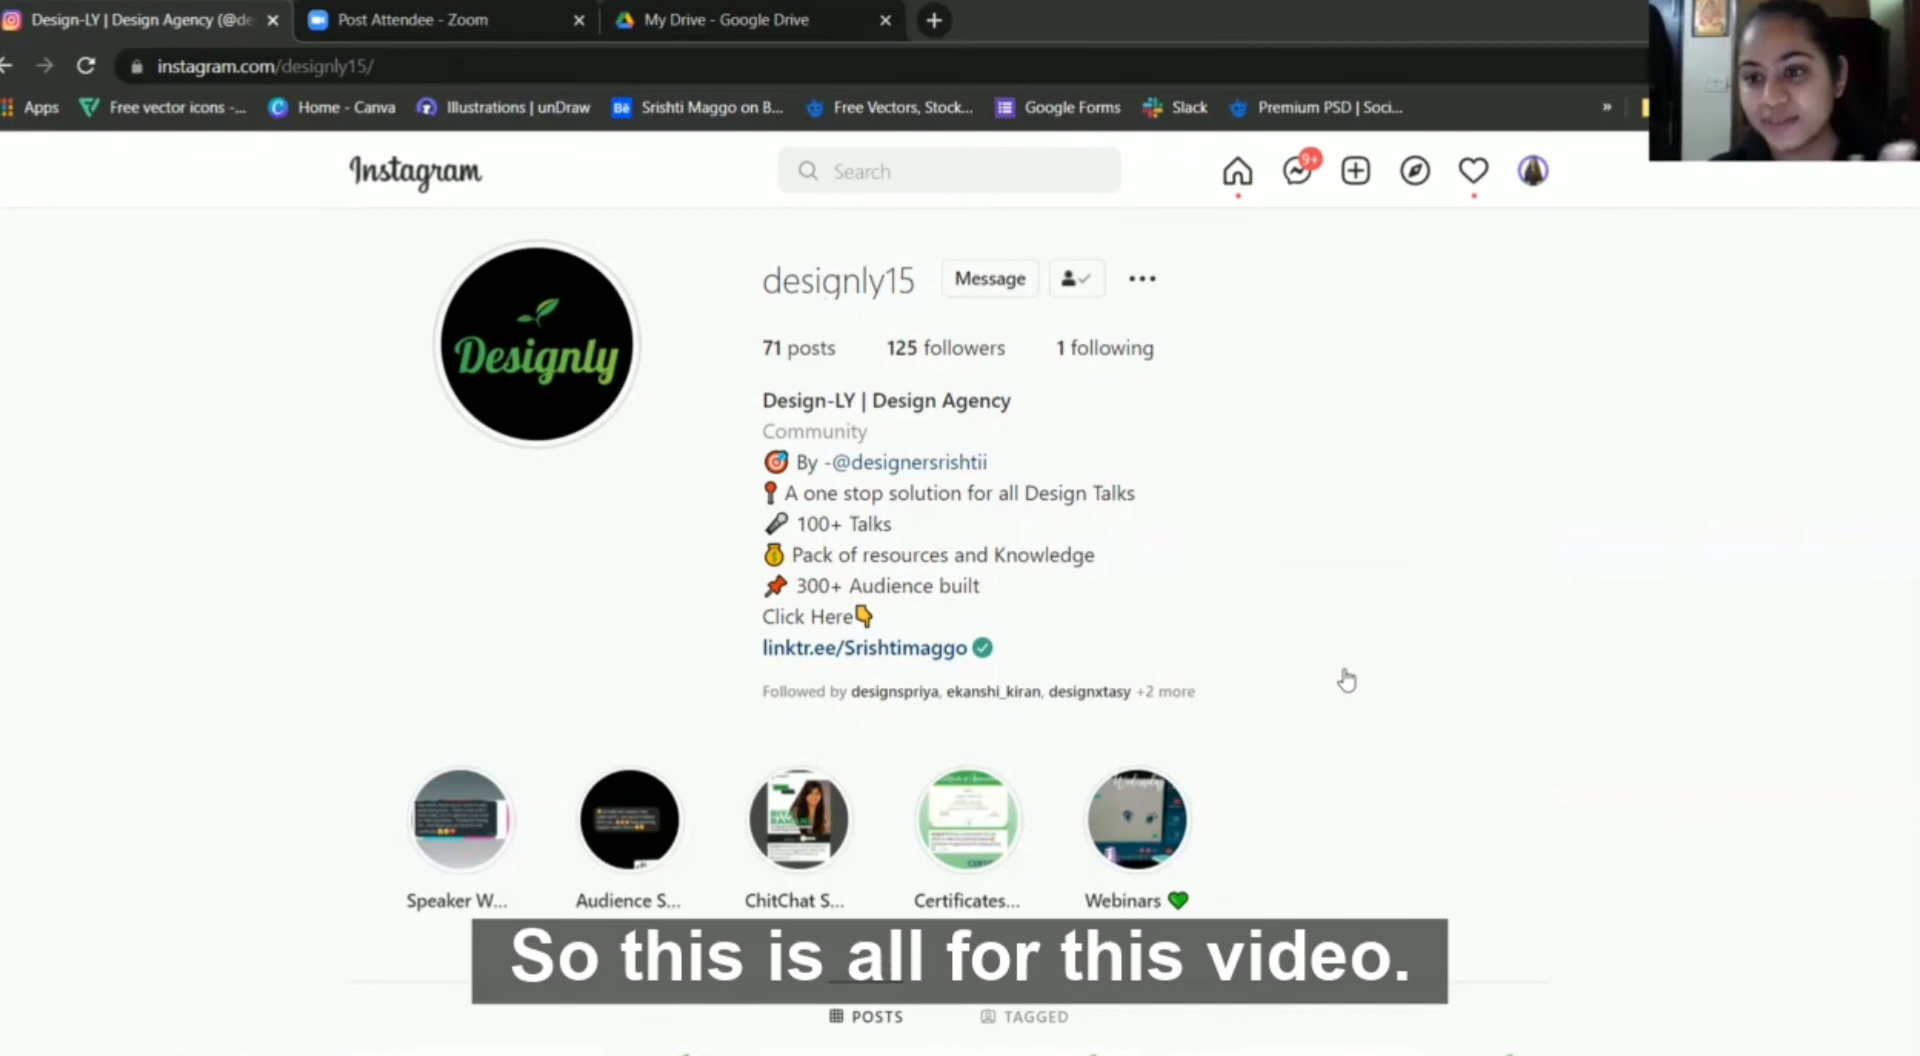 Design-LY | Design Agency (@de
Post Attendee - Zoom
My Drive - Google Drive
instagram.com/designly15/
Apps
Free vector icons -...
Home - Canva
Illustrations | unDraw
Bē
Srishti Maggo on B...
Free Vectors, Stock...
Google Forms
Slack
Premium PSD | Soci...
»
Instagram
Search
9+
Designly
designly15
Message
71 posts
125 followers
1 following
Design-LY | Design Agency
Community
🎯 By -@designersrishtii
📍 A one stop solution for all Design Talks
🎤 100+ Talks
💰 Pack of resources and Knowledge
📌 300+ Audience built
Click Here👇
linktr.ee/Srishtimaggo
Followed by designspriya, ekanshi_kiran, designxtasy +2 more
Speaker W...
Audience S...
ChitChat S...
Certificates...
Webinars 💚
So this is all for this video.
POSTS
TAGGED